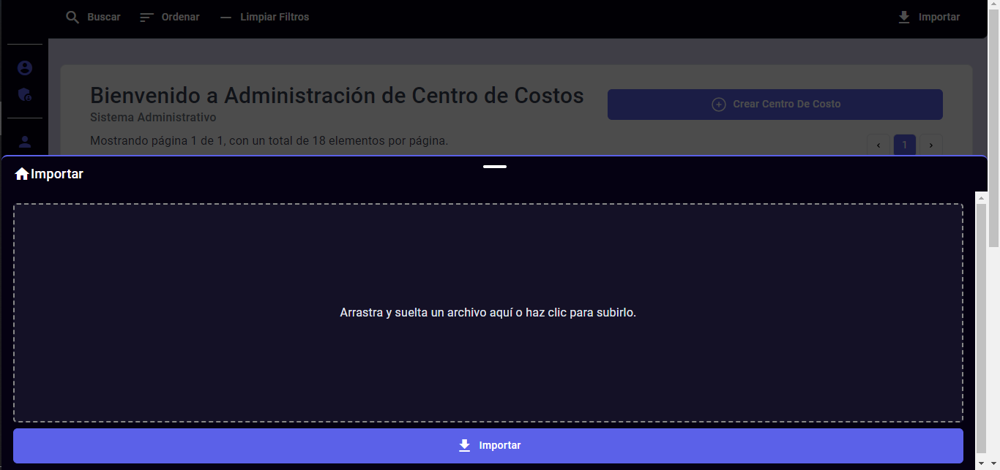 Buscar Ordenar Limpiar Filtros Importar
Bienvenido a Administración de Centro de Costos
Crear Centro De Costo
Sistema Administrativo
Mostrando página 1 de 1, con un total de 18 elementos por página.
‹ 1 ›
Importar
Arrastra y suelta un archivo aquí o haz clic para subirlo.
Importar